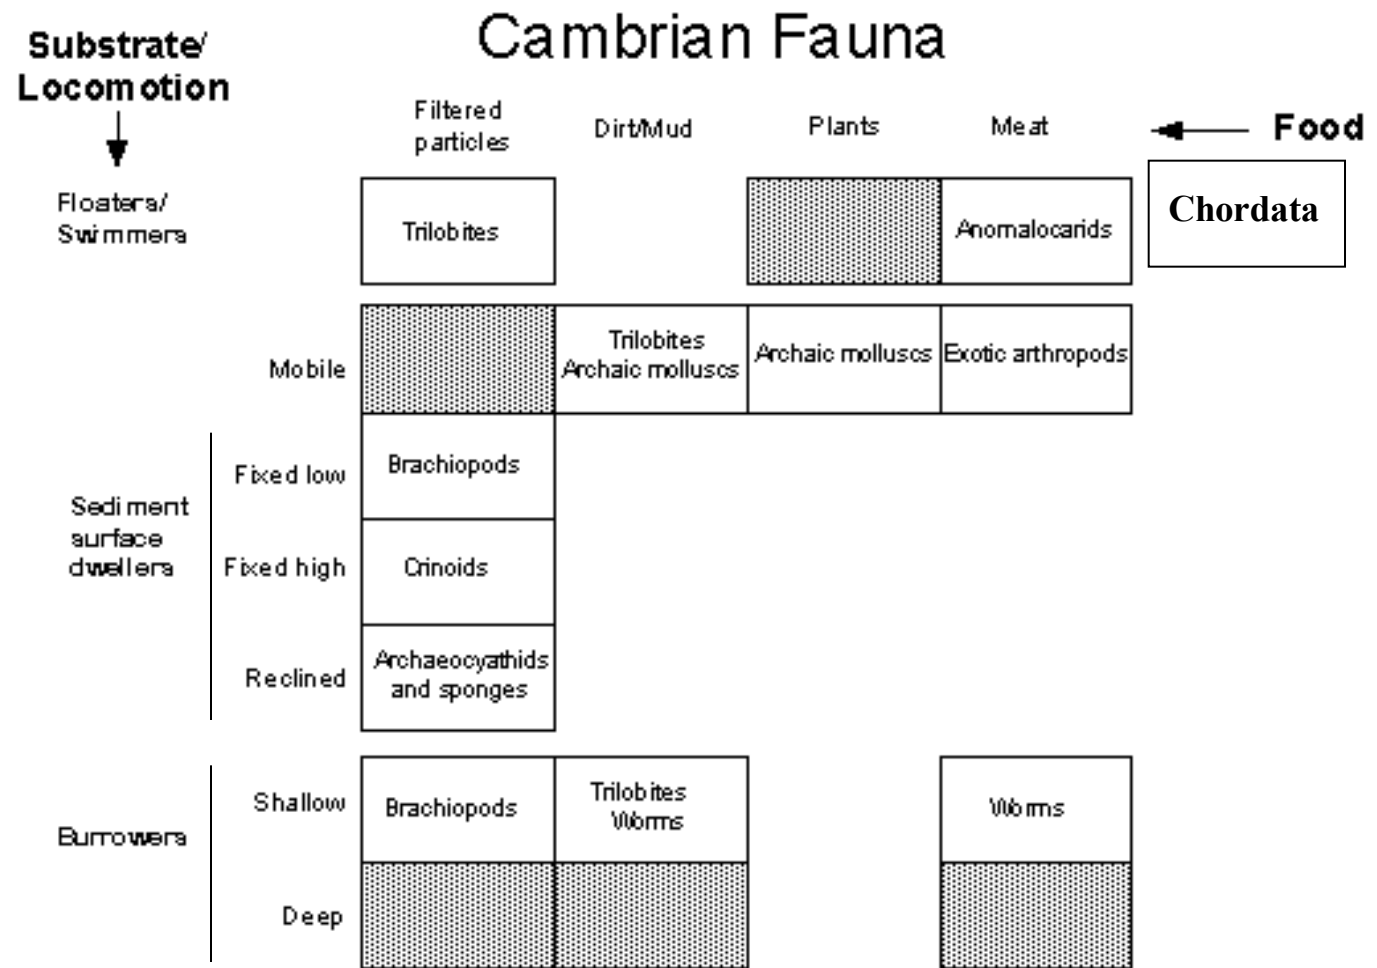 Cambrian Fauna
Substrate/
Locomotion
Filtered
particles
Dirt/Mud
Plants
Meat
Food
Floaters/
Swimmers
Trilobites
Anomalocarids
Chordata
Mobile
Trilobites
Archaic molluscs
Archaic molluscs
Exotic arthropods
Sediment
surface
dwellers
Fixed low
Brachiopods
Fixed high
Crinoids
Reclined
Archaeocyathids
and sponges
Burrowers
Shallow
Brachiopods
Trilobites
Worms
Worms
Deep